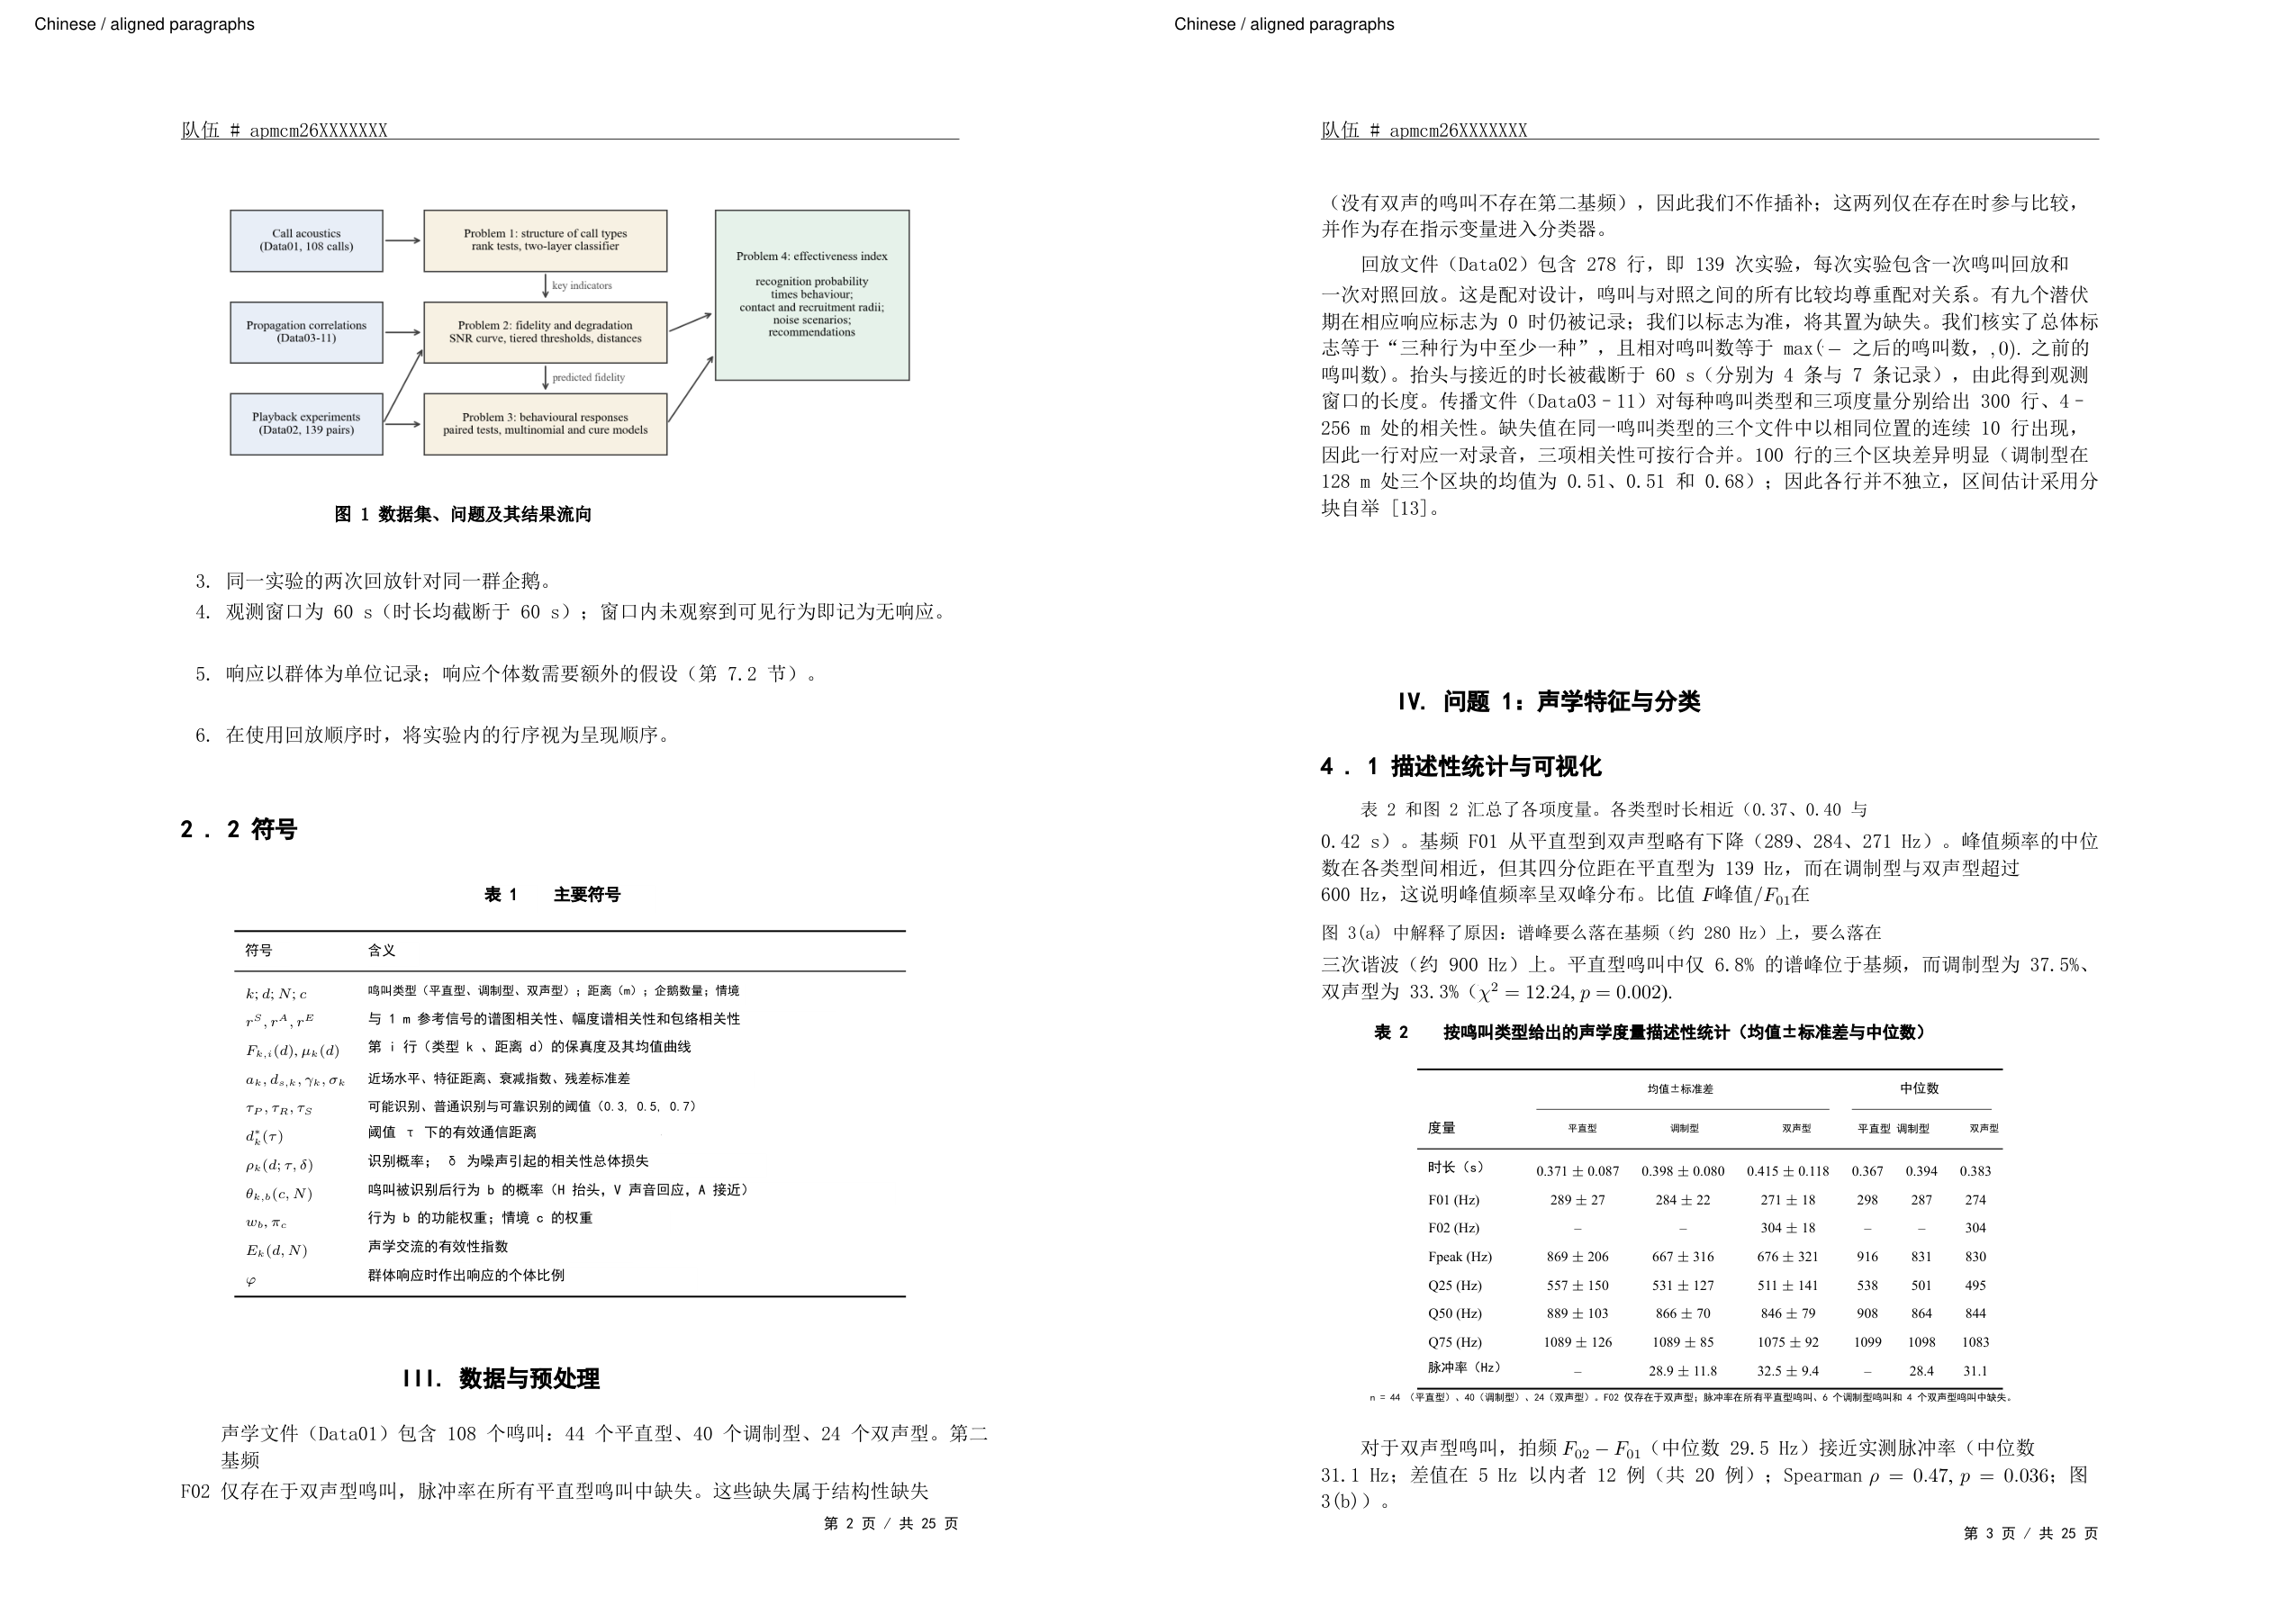 Chinese / aligned paragraphs
队伍 # apmcm26XXXXXXX
Call acoustics
(Data01, 108 calls)
Problem 1: structure of call types
rank tests, two-layer classifier
key indicators
Propagation correlations
(Data03-11)
Problem 2: fidelity and degradation
SNR curve, tiered thresholds, distances
predicted fidelity
Playback experiments
(Data02, 139 pairs)
Problem 3: behavioural responses
paired tests, multinomial and cure models
Problem 4: effectiveness index
recognition probability
times behaviour;
contact and recruitment radii;
noise scenarios;
recommendations
图 1 数据集、问题及其结果流向
3. 同一实验的两次回放针对同一群企鹅。
4. 观测窗口为 60 s（时长均截断于 60 s）；窗口内未观察到可见行为即记为无响应。
5. 响应以群体为单位记录；响应个体数需要额外的假设（第 7.2 节）。
6. 在使用回放顺序时，将实验内的行序视为呈现顺序。
2 . 2 符号
表 1 主要符号
符号 含义
k; d; N; c 鸣叫类型（平直型、调制型、双声型）；距离（m）；企鹅数量；情境
r^S, r^A, r^E 与 1 m 参考信号的谱图相关性、幅度谱相关性和包络相关性
F_{k,i}(d), μ_k(d) 第 i 行（类型 k 、距离 d）的保真度及其均值曲线
a_k, d_{s,k}, γ_k, σ_k 近场水平、特征距离、衰减指数、残差标准差
τ_P, τ_R, τ_S 可能识别、普通识别与可靠识别的阈值（0.3, 0.5, 0.7）
d_k^*(τ) 阈值 τ 下的有效通信距离
ρ_k(d; τ, δ) 识别概率； δ 为噪声引起的相关性总体损失
θ_{k,b}(c, N) 鸣叫被识别后行为 b 的概率（H 抬头，V 声音回应，A 接近）
w_b, π_c 行为 b 的功能权重；情境 c 的权重
E_k(d, N) 声学交流的有效性指数
φ 群体响应时作出响应的个体比例
III. 数据与预处理
声学文件（Data01）包含 108 个鸣叫：44 个平直型、40 个调制型、24 个双声型。第二
基频
F02 仅存在于双声型鸣叫，脉冲率在所有平直型鸣叫中缺失。这些缺失属于结构性缺失
第 2 页 / 共 25 页
Chinese / aligned paragraphs
队伍 # apmcm26XXXXXXX
（没有双声的鸣叫不存在第二基频），因此我们不作插补；这两列仅在存在时参与比较，
并作为存在指示变量进入分类器。
回放文件（Data02）包含 278 行，即 139 次实验，每次实验包含一次鸣叫回放和
一次对照回放。这是配对设计，鸣叫与对照之间的所有比较均尊重配对关系。有九个潜伏
期在相应响应标志为 0 时仍被记录；我们以标志为准，将其置为缺失。我们核实了总体标
志等于“三种行为中至少一种”，且相对鸣叫数等于 max(− 之后的鸣叫数, ,0). 之前的
鸣叫数）。抬头与接近的时长被截断于 60 s（分别为 4 条与 7 条记录），由此得到观测
窗口的长度。传播文件（Data03–11）对每种鸣叫类型和三项度量分别给出 300 行、4–
256 m 处的相关性。缺失值在同一鸣叫类型的三个文件中以相同位置的连续 10 行出现，
因此一行对应一对录音，三项相关性可按行合并。100 行的三个区块差异明显（调制型在
128 m 处三个区块的均值为 0.51、0.51 和 0.68）；因此各行并不独立，区间估计采用分
块自举 [13]。
IV. 问题 1：声学特征与分类
4 . 1 描述性统计与可视化
表 2 和图 2 汇总了各项度量。各类型时长相近（0.37、0.40 与
0.42 s）。基频 F01 从平直型到双声型略有下降（289、284、271 Hz）。峰值频率的中位
数在各类型间相近，但其四分位距在平直型为 139 Hz，而在调制型与双声型超过
600 Hz，这说明峰值频率呈双峰分布。比值 F峰值/F_{01}在
图 3(a) 中解释了原因：谱峰要么落在基频（约 280 Hz）上，要么落在
三次谐波（约 900 Hz）上。平直型鸣叫中仅 6.8% 的谱峰位于基频，而调制型为 37.5%、
双声型为 33.3%（χ² = 12.24, p = 0.002).
表 2 按鸣叫类型给出的声学度量描述性统计（均值±标准差与中位数）
均值±标准差 中位数
度量 平直型 调制型 双声型 平直型 调制型 双声型
时长（s） 0.371 ± 0.087 0.398 ± 0.080 0.415 ± 0.118 0.367 0.394 0.383
F01 (Hz) 289 ± 27 284 ± 22 271 ± 18 298 287 274
F02 (Hz) – – 304 ± 18 – – 304
Fpeak (Hz) 869 ± 206 667 ± 316 676 ± 321 916 831 830
Q25 (Hz) 557 ± 150 531 ± 127 511 ± 141 538 501 495
Q50 (Hz) 889 ± 103 866 ± 70 846 ± 79 908 864 844
Q75 (Hz) 1089 ± 126 1089 ± 85 1075 ± 92 1099 1098 1083
脉冲率（Hz） – 28.9 ± 11.8 32.5 ± 9.4 – 28.4 31.1
n = 44 （平直型）、40（调制型）、24（双声型）。F02 仅存在于双声型；脉冲率在所有平直型鸣叫、6 个调制型鸣叫和 4 个双声型鸣叫中缺失。
对于双声型鸣叫，拍频 F_{02} − F_{01}（中位数 29.5 Hz）接近实测脉冲率（中位数
31.1 Hz；差值在 5 Hz 以内者 12 例（共 20 例）；Spearman ρ = 0.47, p = 0.036；图
3(b)）。
第 3 页 / 共 25 页